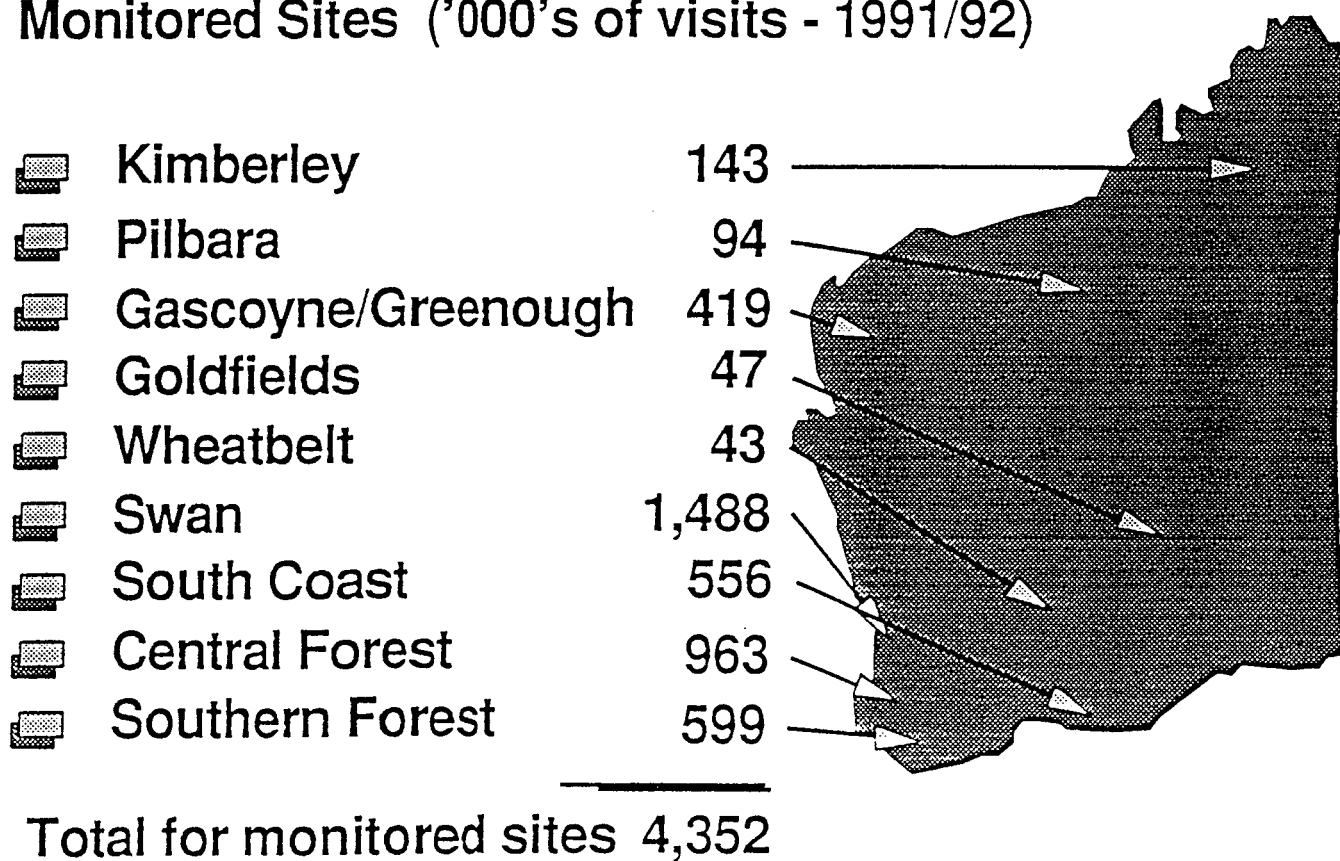 Monitored Sites ('000's of visits - 1991/92)
Kimberley 143
Pilbara 94
Gascoyne/Greenough 419
Goldfields 47
Wheatbelt 43
Swan 1,488
South Coast 556
Central Forest 963
Southern Forest 599
Total for monitored sites 4,352